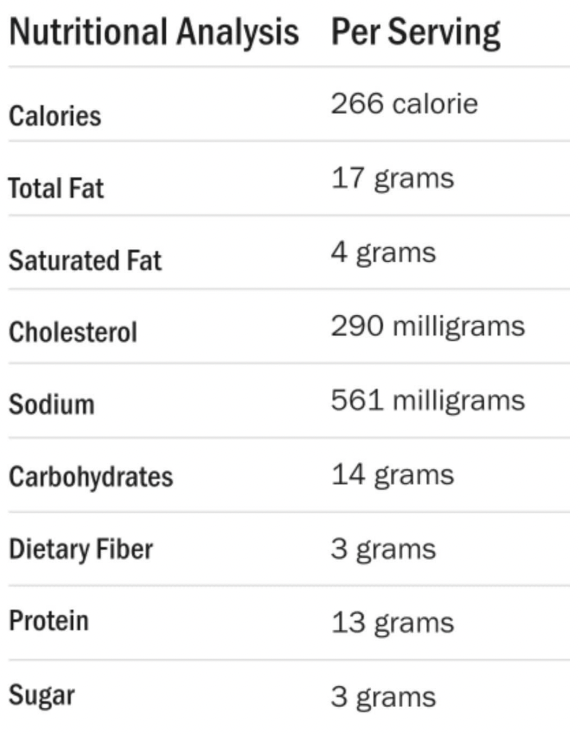 Nutritional Analysis Per Serving
Calories 266 calorie
Total Fat 17 grams
Saturated Fat 4 grams
Cholesterol 290 milligrams
Sodium 561 milligrams
Carbohydrates 14 grams
Dietary Fiber 3 grams
Protein 13 grams
Sugar 3 grams